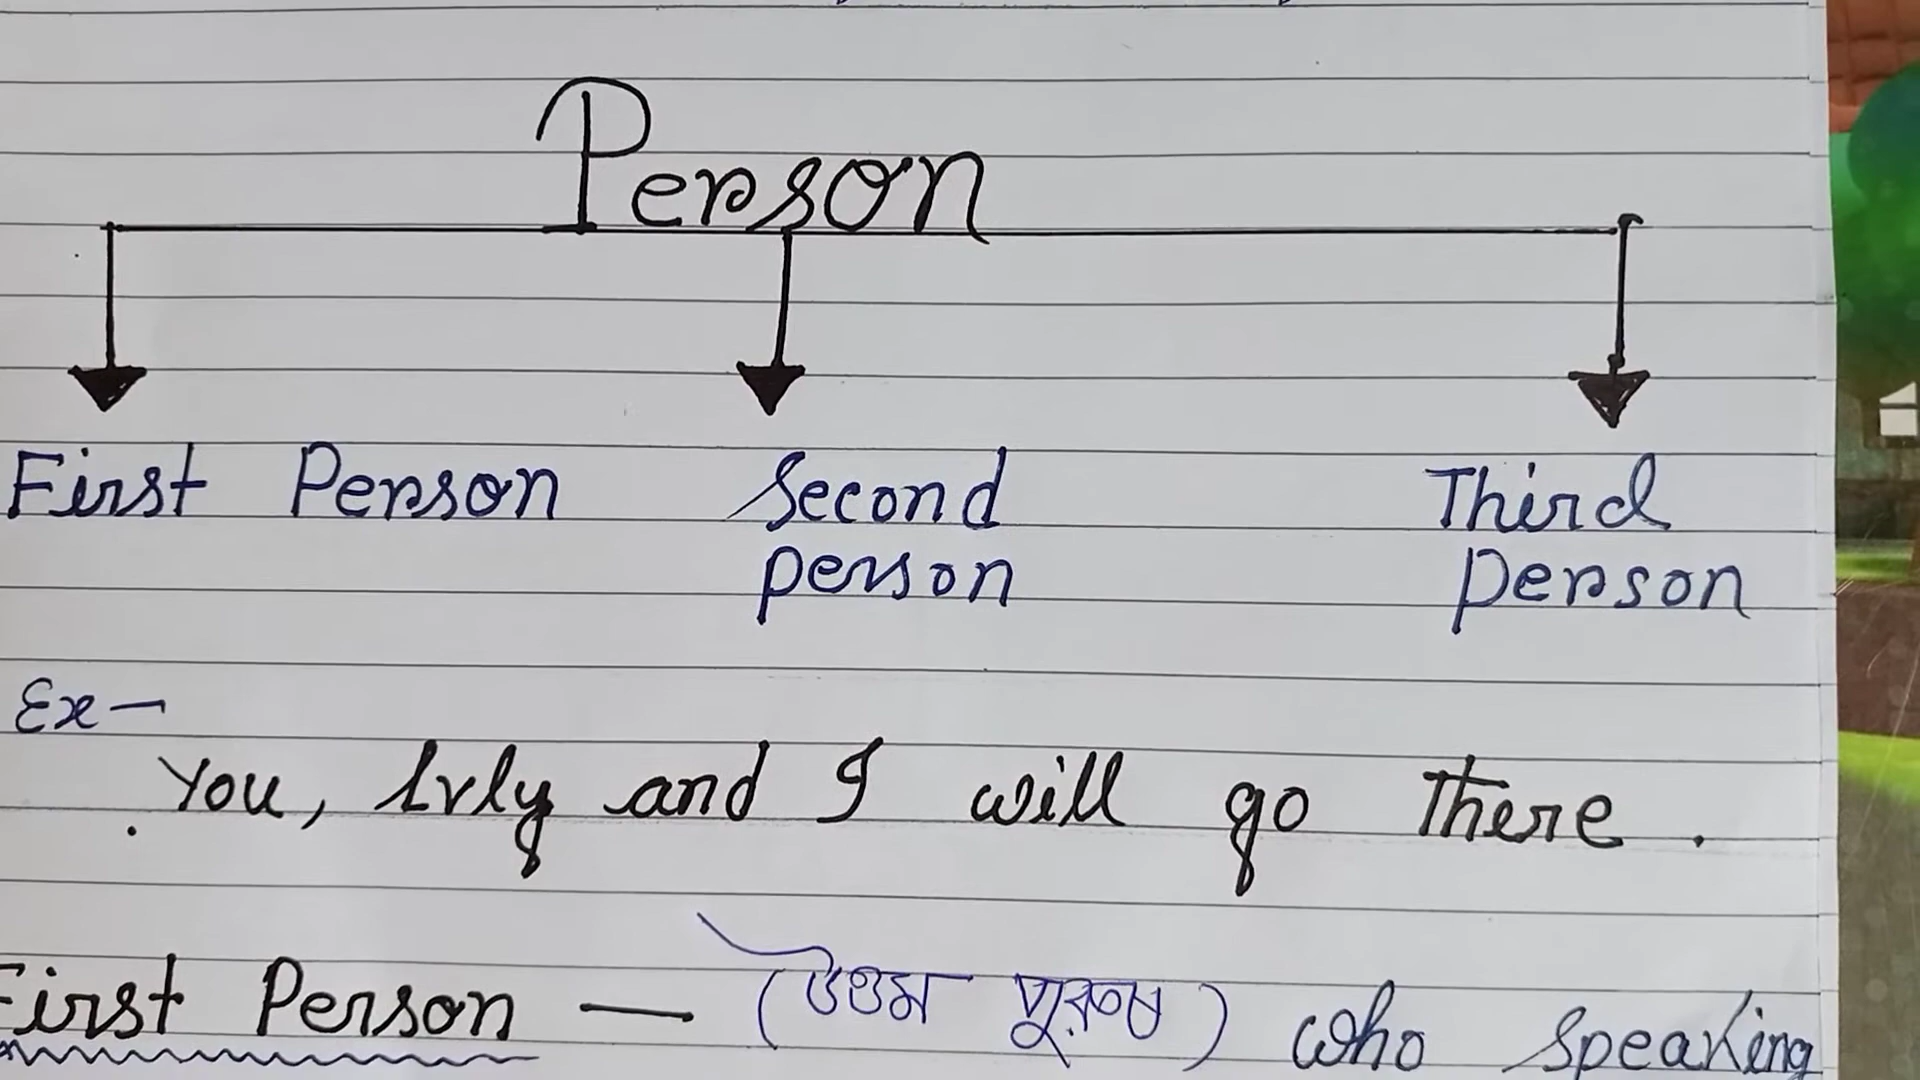 Person
First Person Second person Third person
Ex-
You, lvly and I will go There.
First Person — (উত্তম পুরুষ) who speaking